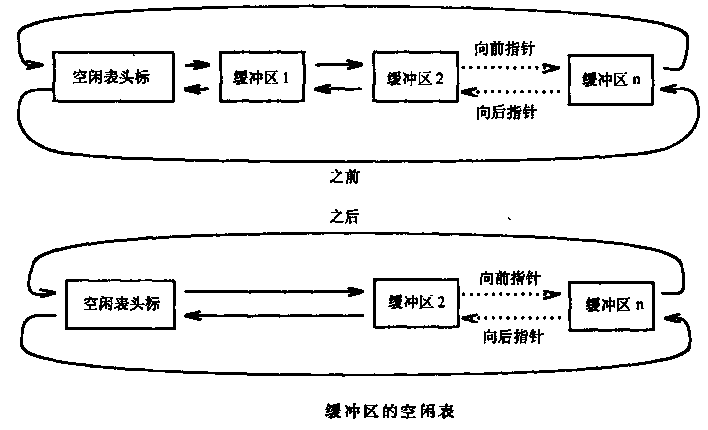 向前指针
空闲表头标 缓冲区1 缓冲区2 缓冲区n
向后指针
之前
之后
向前指针
空闲表头标 缓冲区2 缓冲区n
向后指针
缓冲区的空闲表